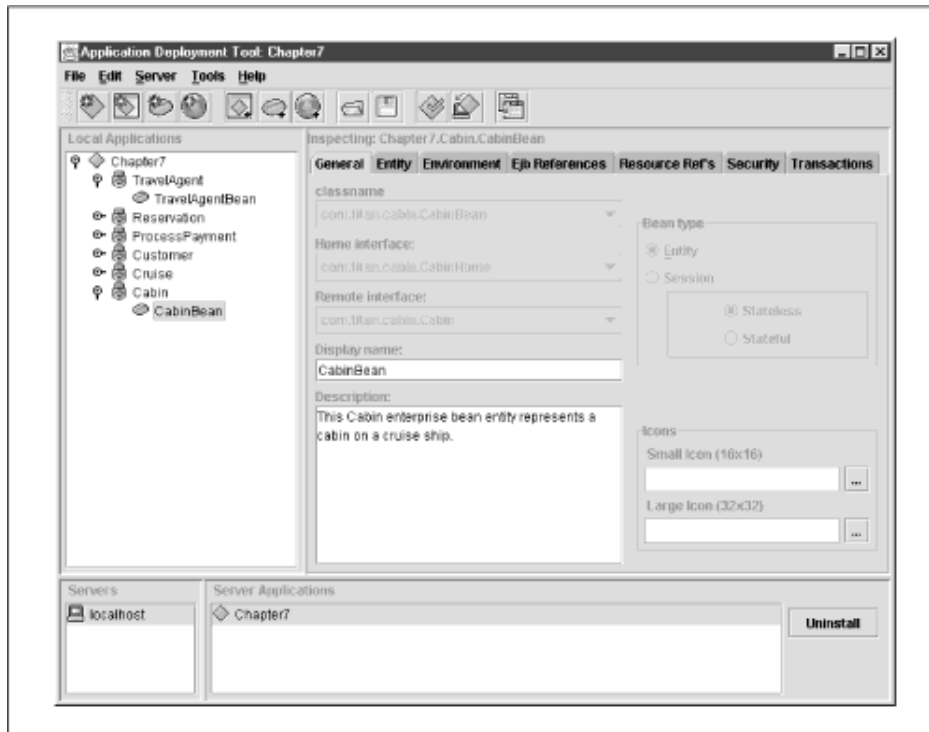 Application Deployment Tool: Chapter7
File Edit Server Tools Help
Local Applications
Chapter7
TravelAgent
TravelAgentBean
Reservation
ProcessPayment
Customer
Cruise
Cabin
CabinBean
Inspecting: Chapter7.Cabin.CabinBean
General Entity Environment Ejb References Resource Ref's Security Transactions
classname
com.titan.cabin.CabinBean
Home interface:
com.titan.cabin.CabinHome
Remote interface:
com.titan.cabin.Cabin
Display name:
CabinBean
Description:
This Cabin enterprise bean entity represents a
cabin on a cruise ship.
Bean type
Entity
Session
Stateless
Stateful
Icons
Small Icon (16x16)
...
Large Icon (32x32)
...
Servers
localhost
Server Applications
Chapter7
Uninstall